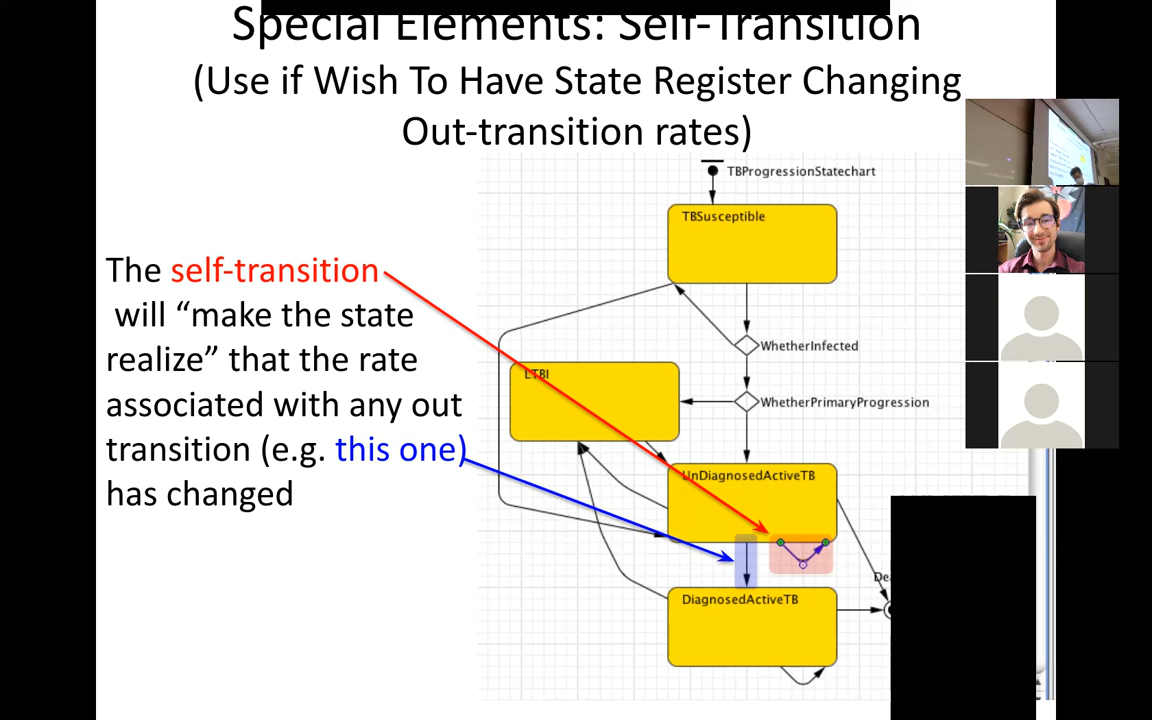 Special Elements: Self-Transition
(Use if Wish To Have State Register Changing
Out-transition rates)
TBProgressionStatechart
TBSusceptible
The self-transition
will “make the state
realize” that the rate
associated with any out
transition (e.g. this one)
has changed
WhetherInfected
LTBI
WhetherPrimaryProgression
UnDiagnosedActiveTB
DiagnosedActiveTB